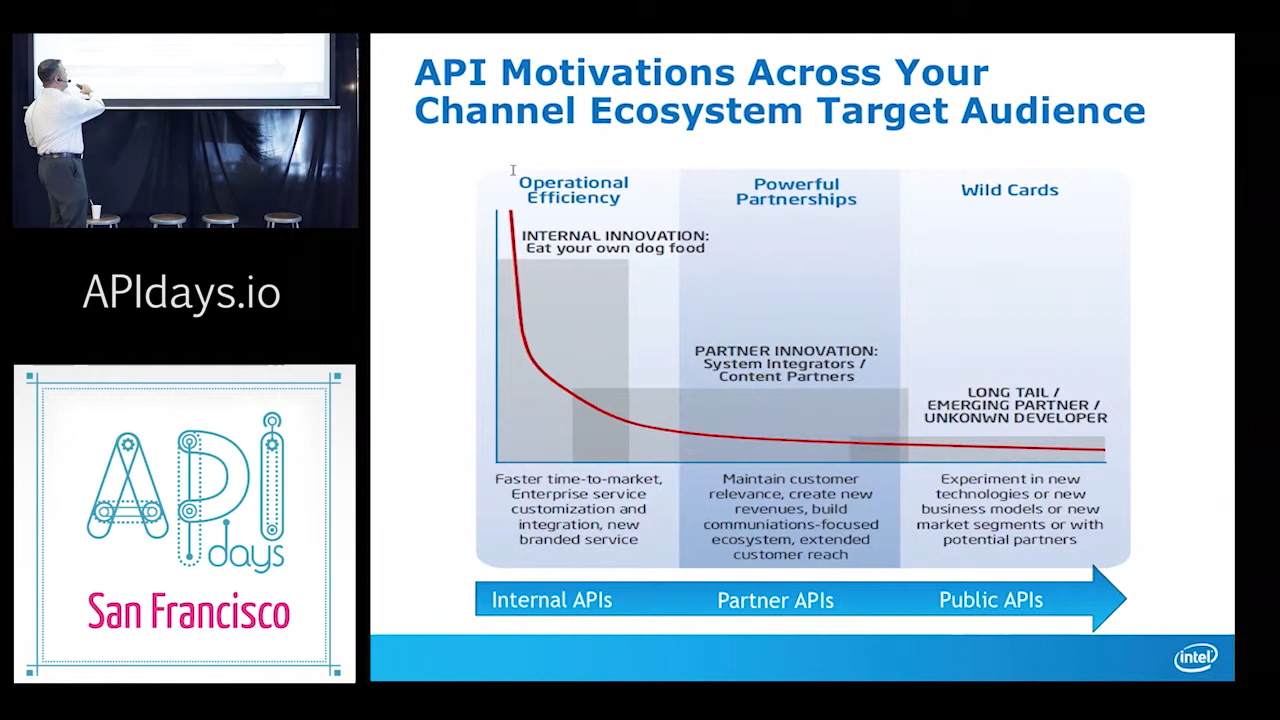 API Motivations Across Your
Channel Ecosystem Target Audience
Operational
Efficiency
Powerful
Partnerships
Wild Cards
INTERNAL INNOVATION:
Eat your own dog food
PARTNER INNOVATION:
System Integrators /
Content Partners
LONG TAIL /
EMERGING PARTNER /
UNKONWN DEVELOPER
Faster time-to-market,
Enterprise service
customization and
integration, new
branded service
Maintain customer
relevance, create new
revenues, build
communiations-focused
ecosystem, extended
customer reach
Experiment in new
technologies or new
business models or new
market segments or with
potential partners
Internal APIs
Partner APIs
Public APIs
intel
APIdays.io
API
days
San Francisco